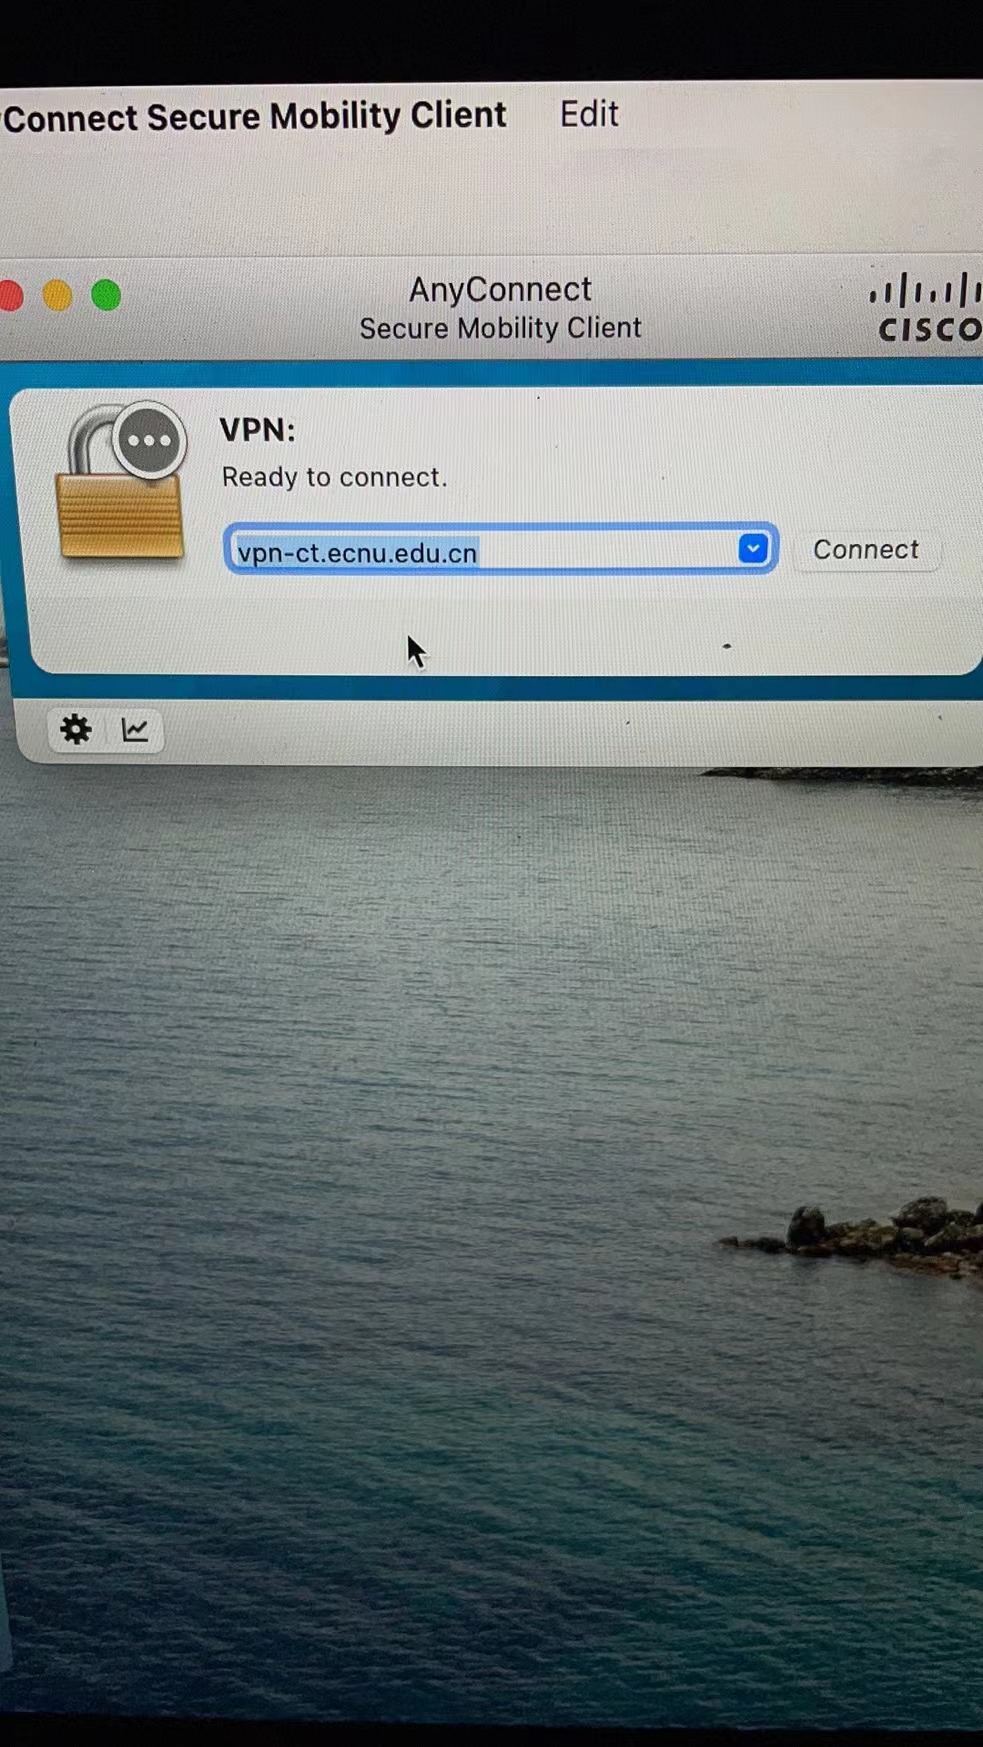 Connect Secure Mobility Client Edit
AnyConnect
Secure Mobility Client
CISCO
VPN:
Ready to connect.
vpn-ct.ecnu.edu.cn
Connect